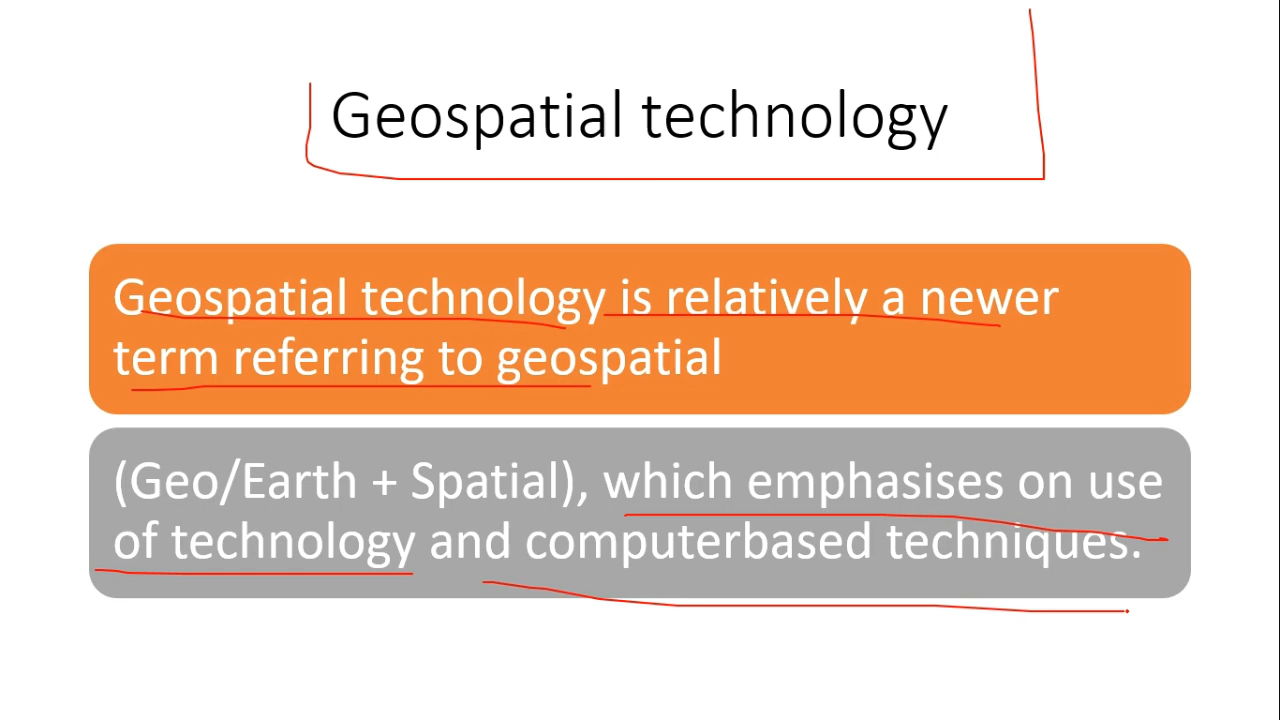 Geospatial technology
Geospatial technology is relatively a newer
term referring to geospatial
(Geo/Earth + Spatial), which emphasises on use
of technology and computerbased techniques.